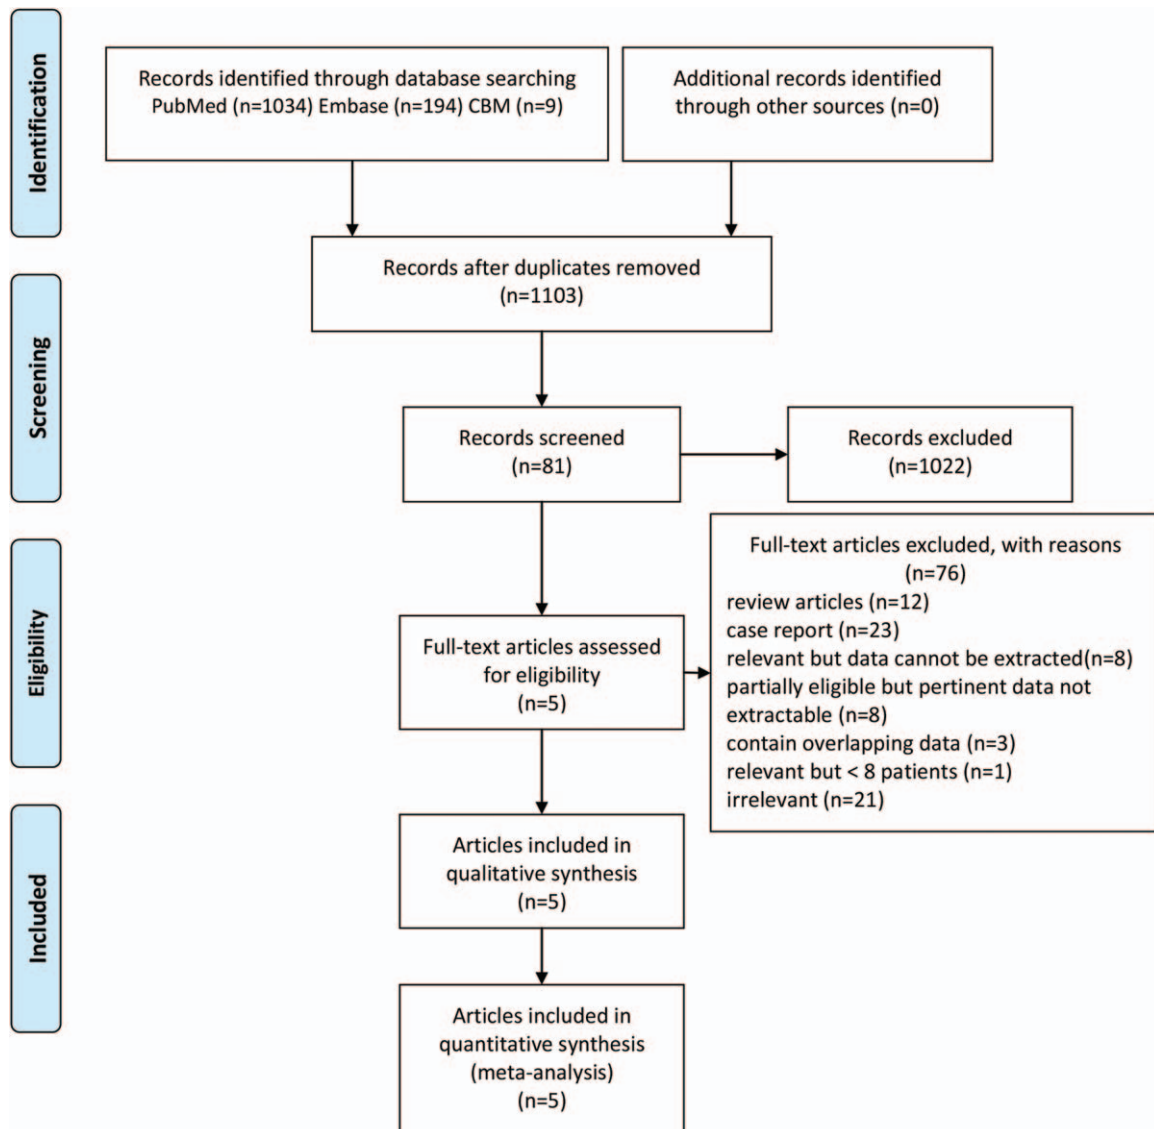 Identification
Records identified through database searching
PubMed (n=1034) Embase (n=194) CBM (n=9)
Additional records identified
through other sources (n=0)
Records after duplicates removed
(n=1103)
Screening
Records screened
(n=81)
Records excluded
(n=1022)
Eligibility
Full-text articles assessed
for eligibility
(n=5)
Full-text articles excluded, with reasons
(n=76)
review articles (n=12)
case report (n=23)
relevant but data cannot be extracted(n=8)
partially eligible but pertinent data not
extractable (n=8)
contain overlapping data (n=3)
relevant but < 8 patients (n=1)
irrelevant (n=21)
Included
Articles included in
qualitative synthesis
(n=5)
Articles included in
quantitative synthesis
(meta-analysis)
(n=5)